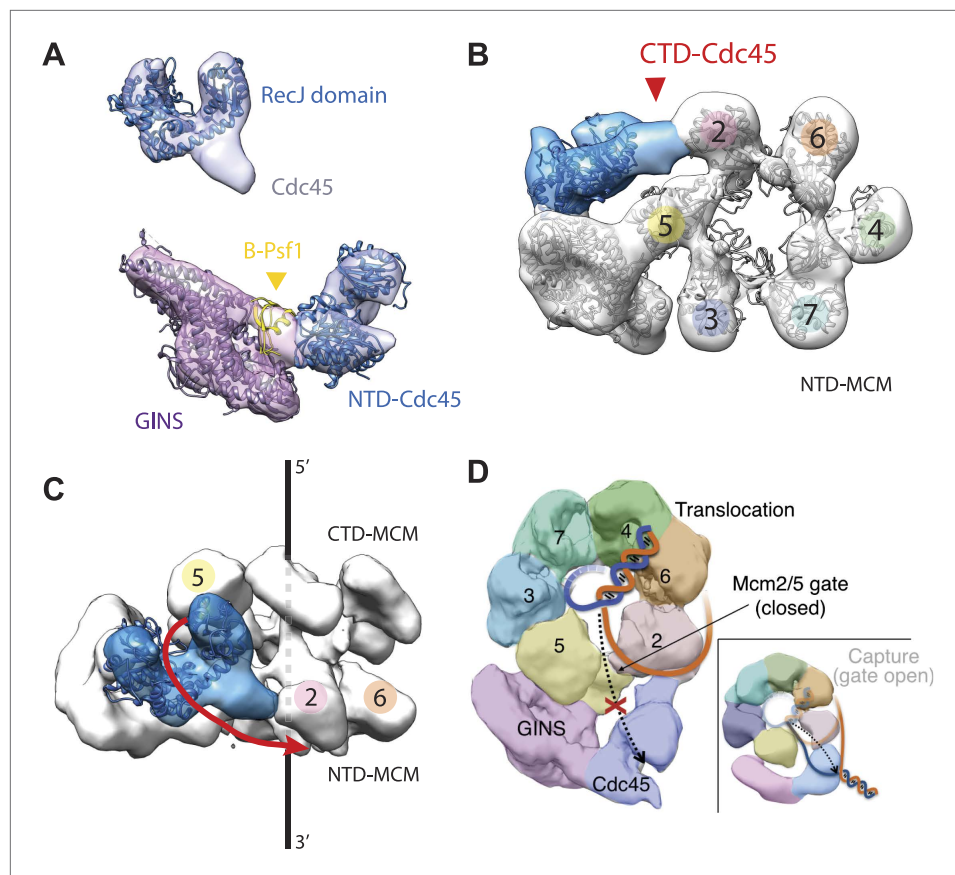 A
RecJ domain
Cdc45
B-Psf1
GINS
NTD-Cdc45
B
CTD-Cdc45
2
6
5
4
3
7
NTD-MCM
C
5′
CTD-MCM
5
2
6
NTD-MCM
3′
D
Translocation
7
4
6
3
Mcm2/5 gate
(closed)
5
2
GINS
Cdc45
Capture
(gate open)